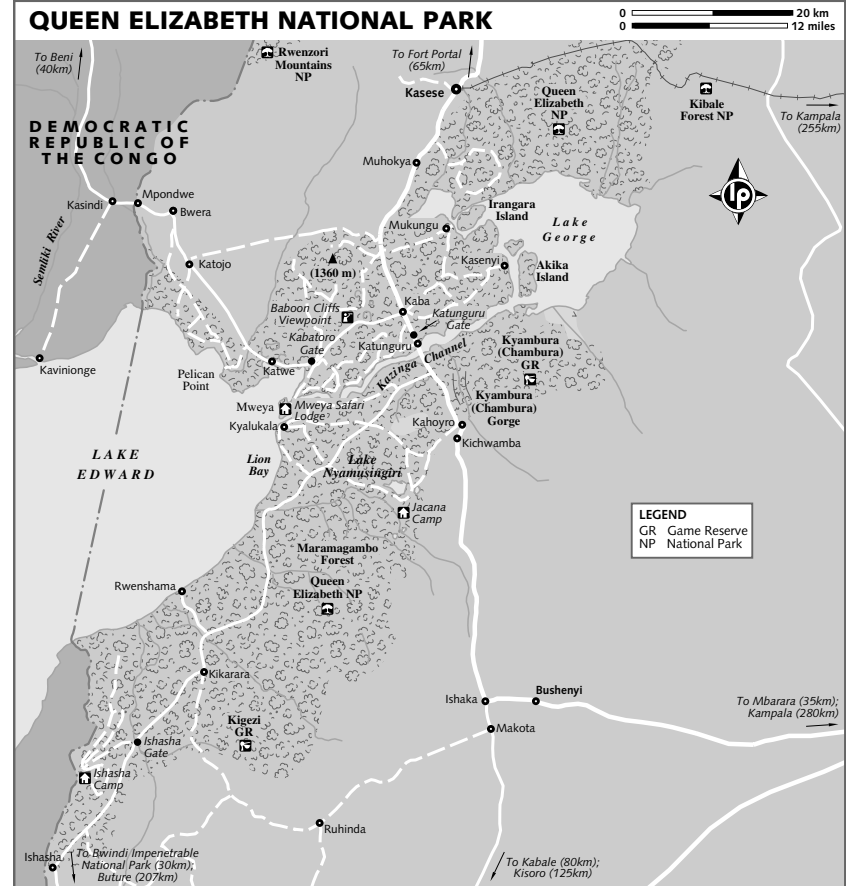 QUEEN ELIZABETH NATIONAL PARK
0 20 km
0 12 miles
To Beni
(40km)
Rwenzori
Mountains
NP
To Fort Portal
(65km)
Kasese
Queen
Elizabeth
NP
Kibale
Forest NP
To Kampala
(255km)
DEMOCRATIC
REPUBLIC OF
THE CONGO
Muhokya
lp
Kasindi
Mpondwe
Bwera
Semliki River
Irangara
Island
Lake
George
Mukungu
Katojo
(1360 m)
Kasenyi
Akika
Island
Baboon Cliffs
Viewpoint
Kaba
Katunguru
Gate
Kabatoro
Gate
Katunguru
Kazinga Channel
Kyambura
(Chambura)
GR
Kavinionge
Pelican
Point
Katwe
Kyambura
(Chambura)
Gorge
Mweya
Mweya Safari
Lodge
Kyalukala
Kahoyro
Kichwamba
LAKE
EDWARD
Lion
Bay
Lake
Nyamusingiri
Jacana
Camp
LEGEND
GR Game Reserve
NP National Park
Maramagambo
Forest
Queen
Elizabeth NP
Rwenshama
Kikarara
Ishaka
Bushenyi
To Mbarara (35km);
Kampala (280km)
Kigezi
GR
Makota
Ishasha
Gate
Ishasha
Camp
Ruhinda
Ishasha
To Bwindi Impenetrable
National Park (30km);
Buture (207km)
To Kabale (80km);
Kisoro (125km)